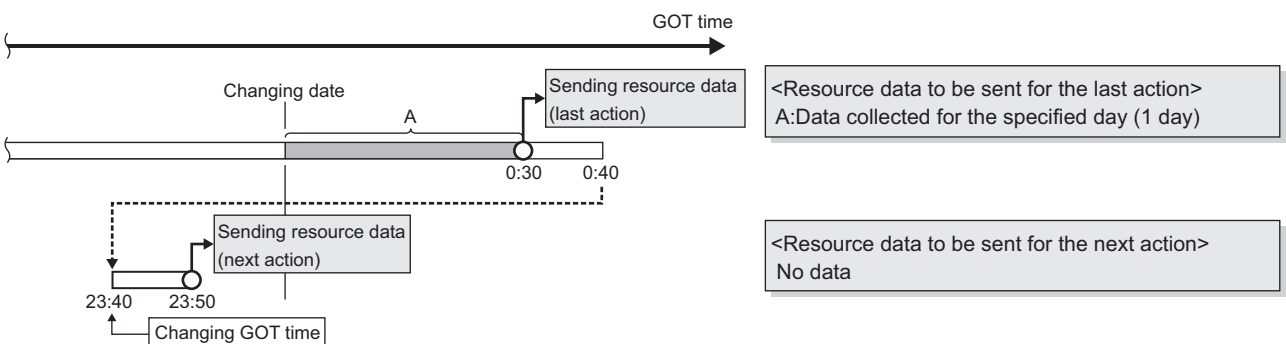 GOT time
Changing date
A
Sending resource data
(last action)
<Resource data to be sent for the last action>
A:Data collected for the specified day (1 day)
0:30
0:40
Sending resource data
(next action)
<Resource data to be sent for the next action>
No data
23:40
23:50
Changing GOT time